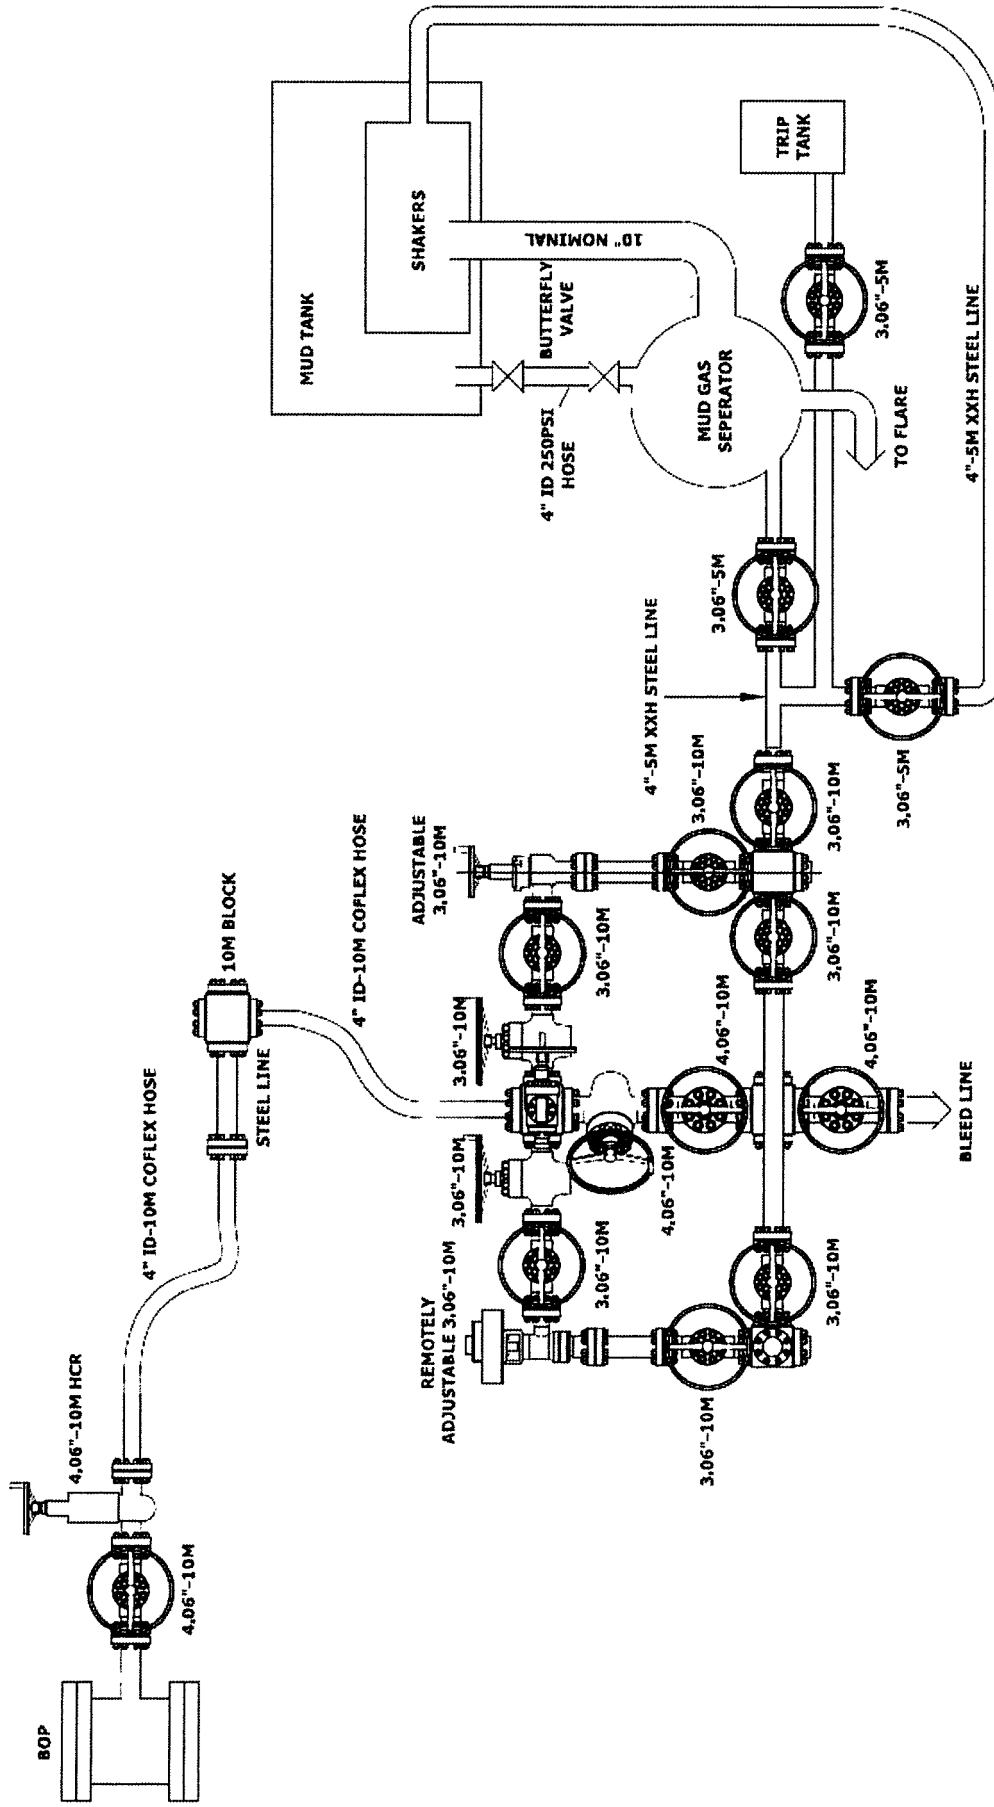 BOP
4.06"-10M
4.06"-10M HCR
4" ID-10M COFLEX HOSE
STEEL LINE
10M BLOCK
4" ID-10M COFLEX HOSE
REMOTELY
ADJUSTABLE 3.06"-10M
3.06"-10M
3.06"-10M
ADJUSTABLE
3.06"-10M
3.06"-10M
4.06"-10M
3.06"-10M
3.06"-10M
4.06"-10M
3.06"-10M
3.06"-10M
4.06"-10M
3.06"-10M
3.06"-10M
BLEED LINE
4"-5M XXH STEEL LINE
3.06"-5M
3.06"-5M
MUD TANK
SHAKERS
10" NOMINAL
BUTTERFLY
VALVE
4" ID 250PSI
HOSE
MUD GAS
SEPERATOR
TRIP
TANK
3.06"-5M
TO FLARE
4"-5M XXH STEEL LINE